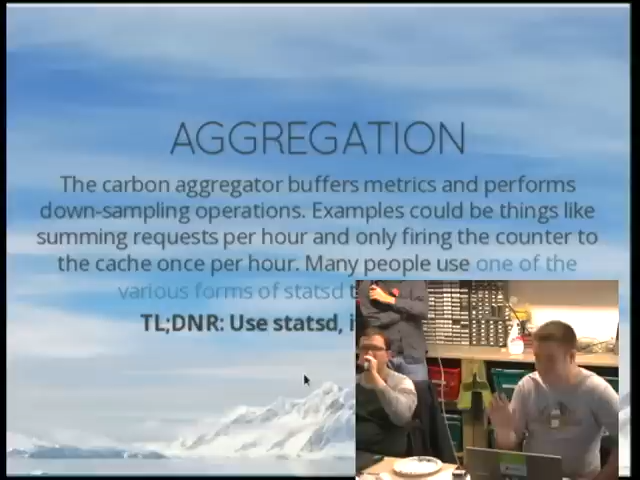 AGGREGATION
The carbon aggregator buffers metrics and performs
down-sampling operations. Examples could be things like
summing requests per hour and only firing the counter to
the cache once per hour. Many people use one of the
various forms of statsd
TL;DNR: Use statsd,